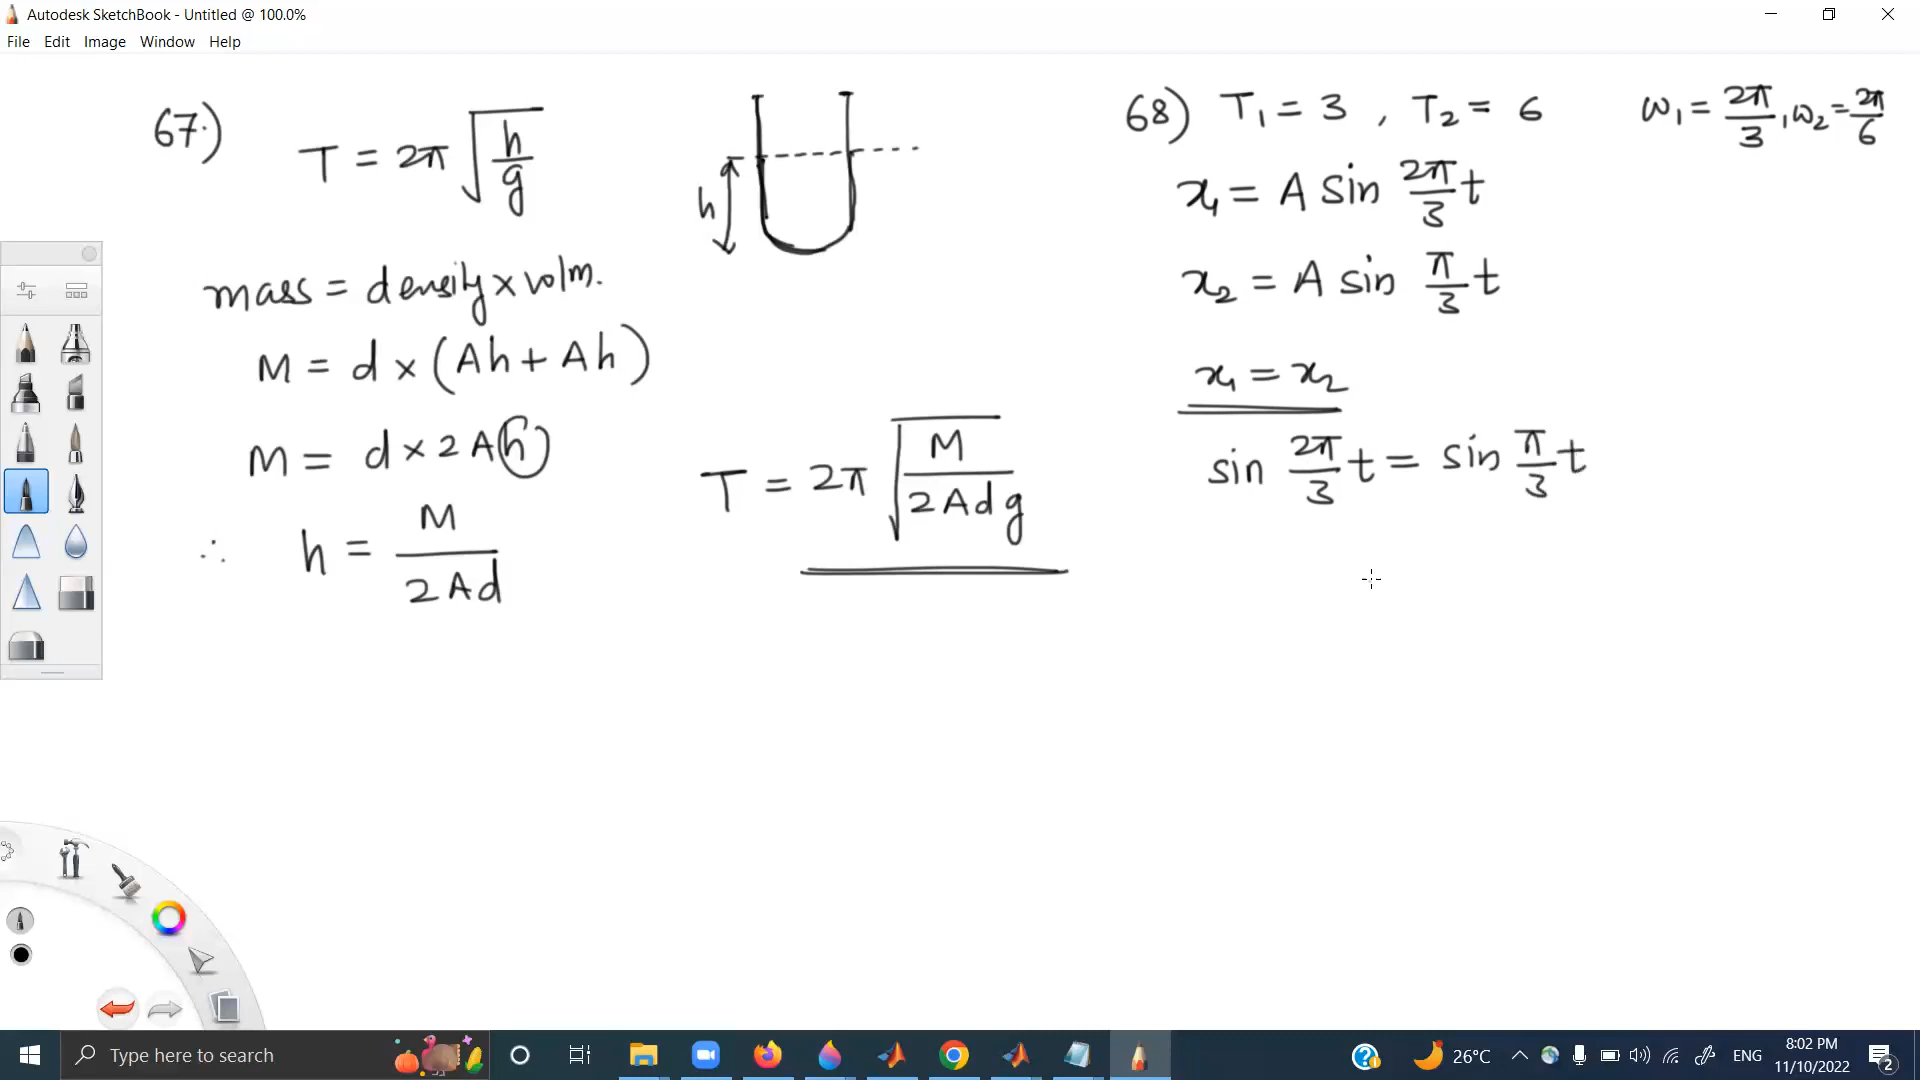 Autodesk SketchBook - Untitled @ 100.0%
File Edit Image Window Help
67.)
T = 2π √(h/g)
h
mass = density × volm.
M = d × (Ah + Ah)
M = d × 2Ah
∴ h = M/2Ad
T = 2π √(M/2Adg)
68) T₁ = 3 , T₂ = 6 ω₁ = 2π/3 , ω₂ = 2π/6
x₁ = A sin 2π/3 t
x₂ = A sin π/3 t
x₁ = x₂
sin 2π/3 t = sin π/3 t
Type here to search
26°C
ENG
8:02 PM
11/10/2022
2